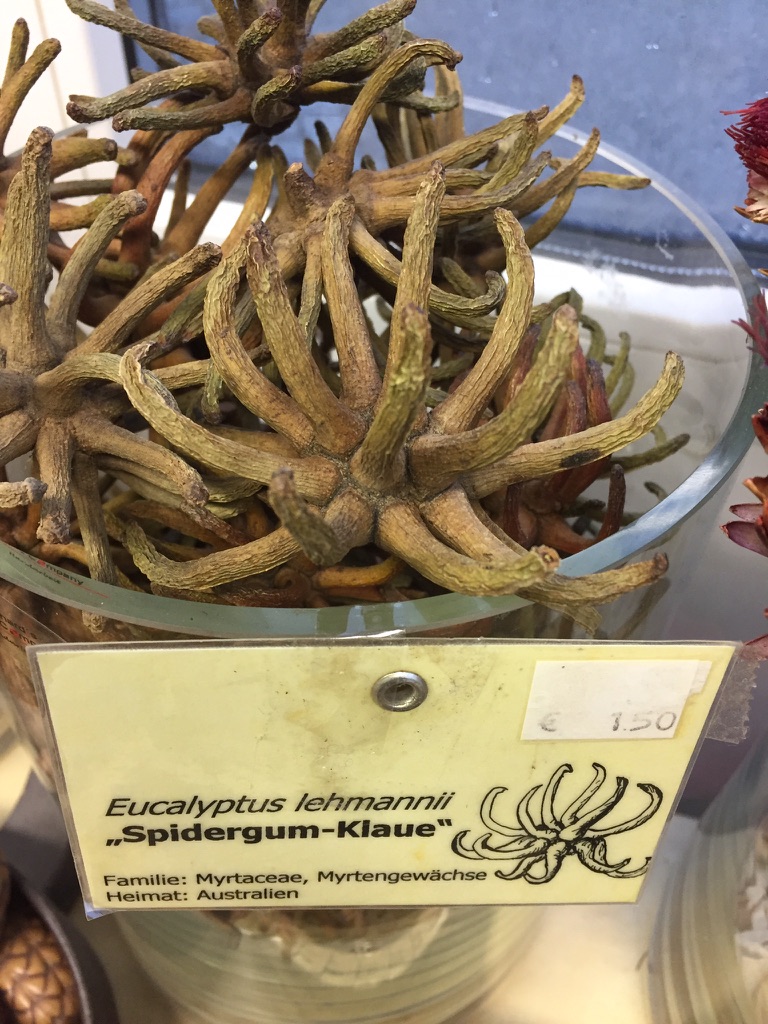 € 1.50
Eucalyptus lehmannii
„Spidergum-Klaue“
Familie: Myrtaceae, Myrtengewächse
Heimat: Australien